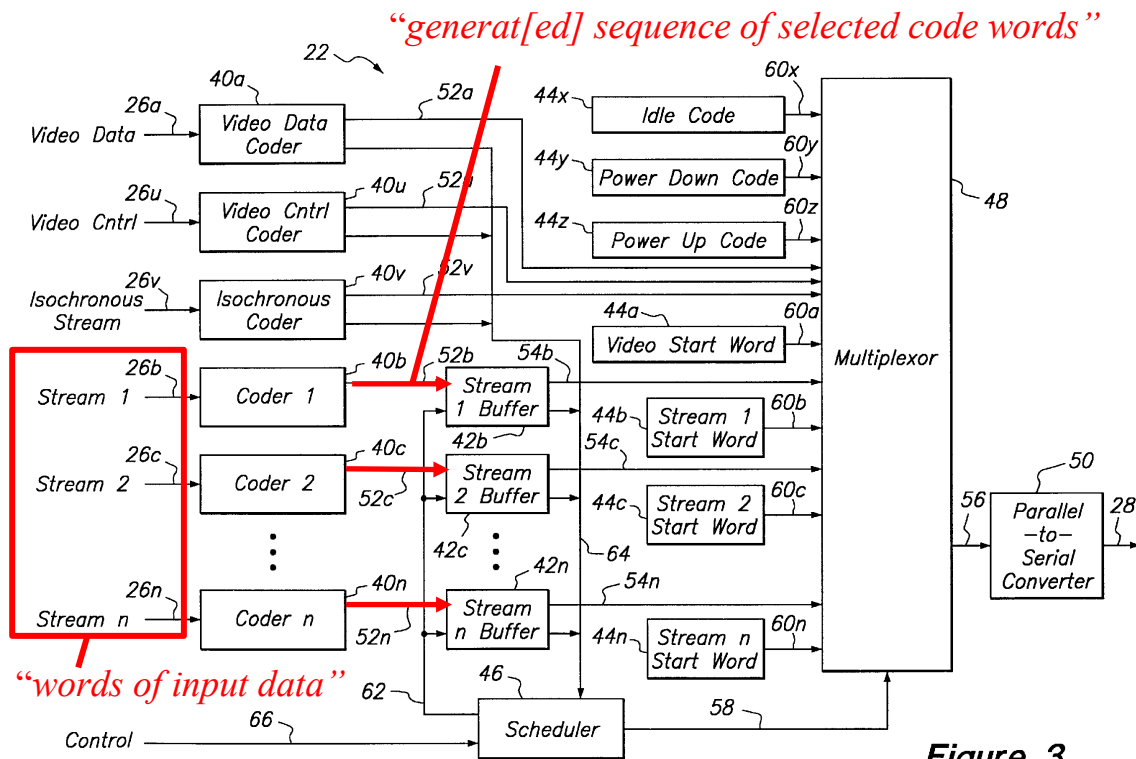 “generat[ed] sequence of selected code words”
22
40a
26a
Video Data
Video Data
Coder
52a
44x
Idle Code
60x
44y
Power Down Code
60y
48
26u
Video Cntrl
40u
Video Cntrl
Coder
52u
44z
Power Up Code
60z
26v
Isochronous
Stream
40v
Isochronous
Coder
52v
44a
Video Start Word
60a
Multiplexor
26b
Stream 1
40b
Coder 1
52b
Stream
1 Buffer
42b
54b
44b
Stream 1
Start Word
60b
26c
Stream 2
40c
Coder 2
52c
Stream
2 Buffer
42c
54c
44c
Stream 2
Start Word
60c
64
56
50
Parallel
-to-
Serial
Converter
28
26n
Stream n
40n
Coder n
52n
42n
Stream
n Buffer
54n
44n
Stream n
Start Word
60n
“words of input data”
62
46
Scheduler
58
66
Control
Figure 3